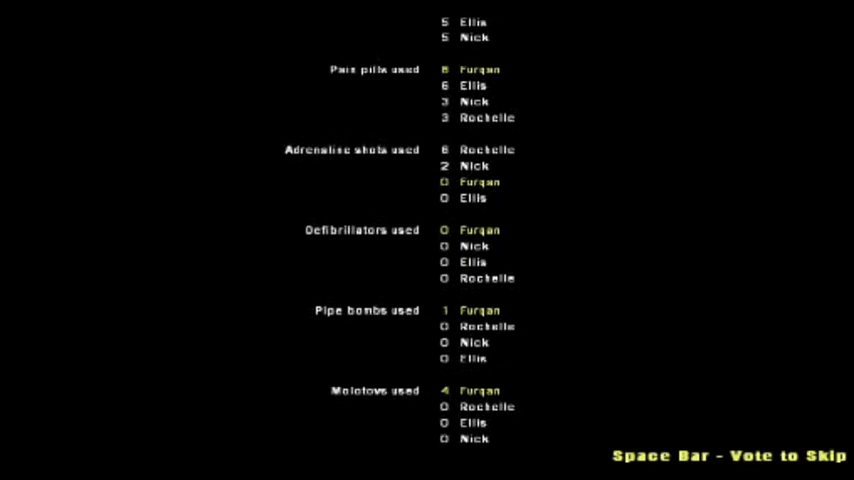 5 Ellis
5 Nick
Pain pills used 8 Furqan
6 Ellis
3 Nick
3 Rochelle
Adrenaline shots used 6 Rochelle
2 Nick
0 Furqan
0 Ellis
Defibrillators used 0 Furqan
0 Nick
0 Ellis
0 Rochelle
Pipe bombs used 1 Furqan
0 Rochelle
0 Nick
0 Ellis
Molotovs used 4 Furqan
0 Rochelle
0 Ellis
0 Nick
Space Bar - Vote to Skip